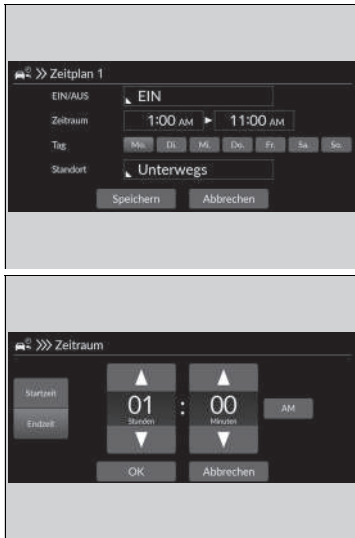 Zeitplan 1
EIN/AUS EIN
Zeitraum 1:00 AM ► 11:00 AM
Tag Mo. Di. Mi. Do. Fr. Sa. So.
Standort Unterwegs
Speichern Abbrechen
Zeitraum
Startzeit
Endzeit
01 : 00 AM
Stunden Minuten
OK Abbrechen